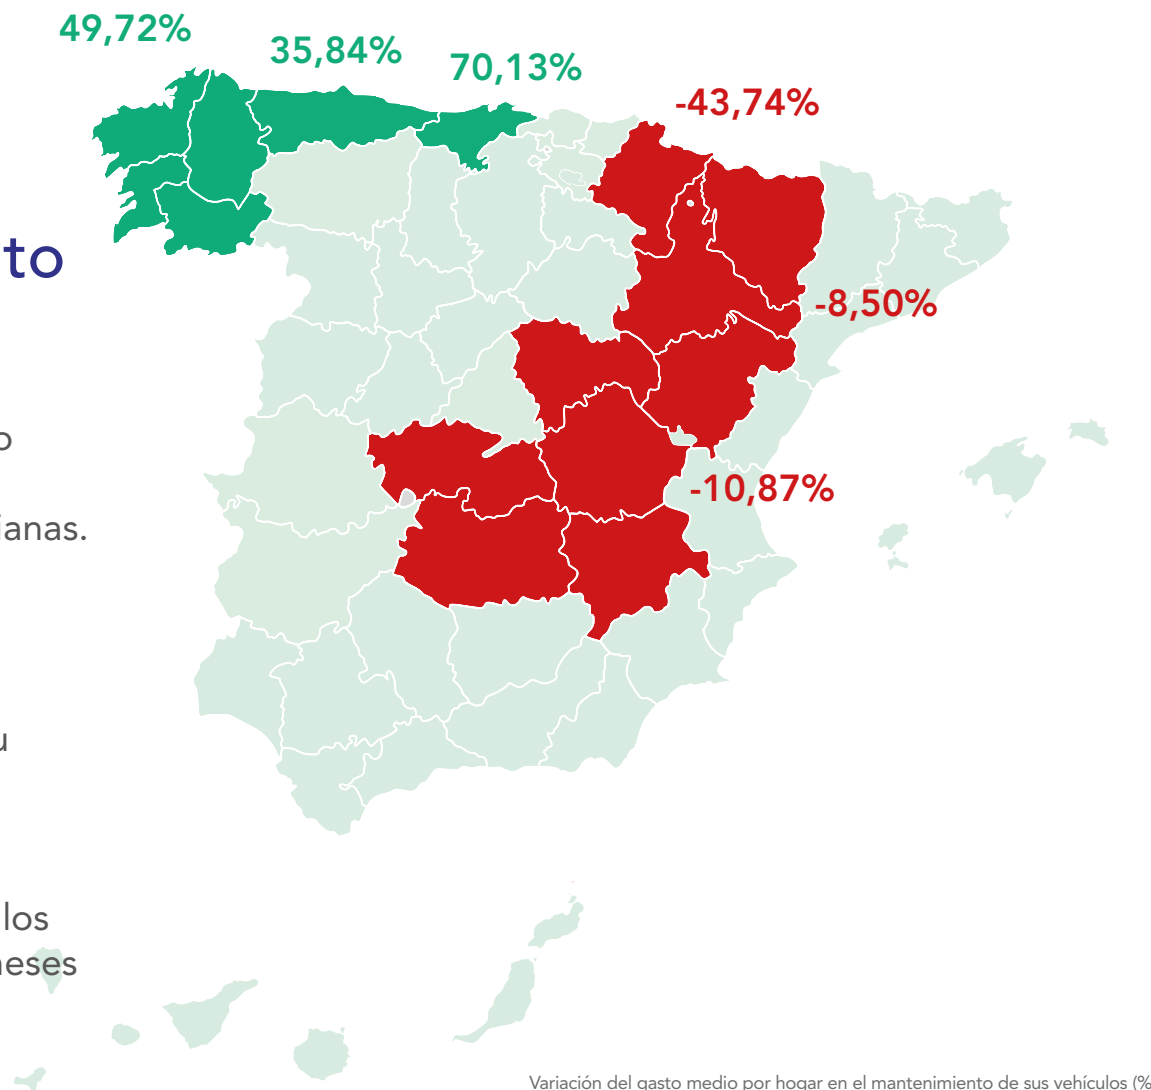 49,72%
35,84%
70,13%
-43,74%
to
-8,50%
o
-10,87%
ianas.
u
los
eses
Variación del gasto medio por hogar en el mantenimiento de sus vehículos (%